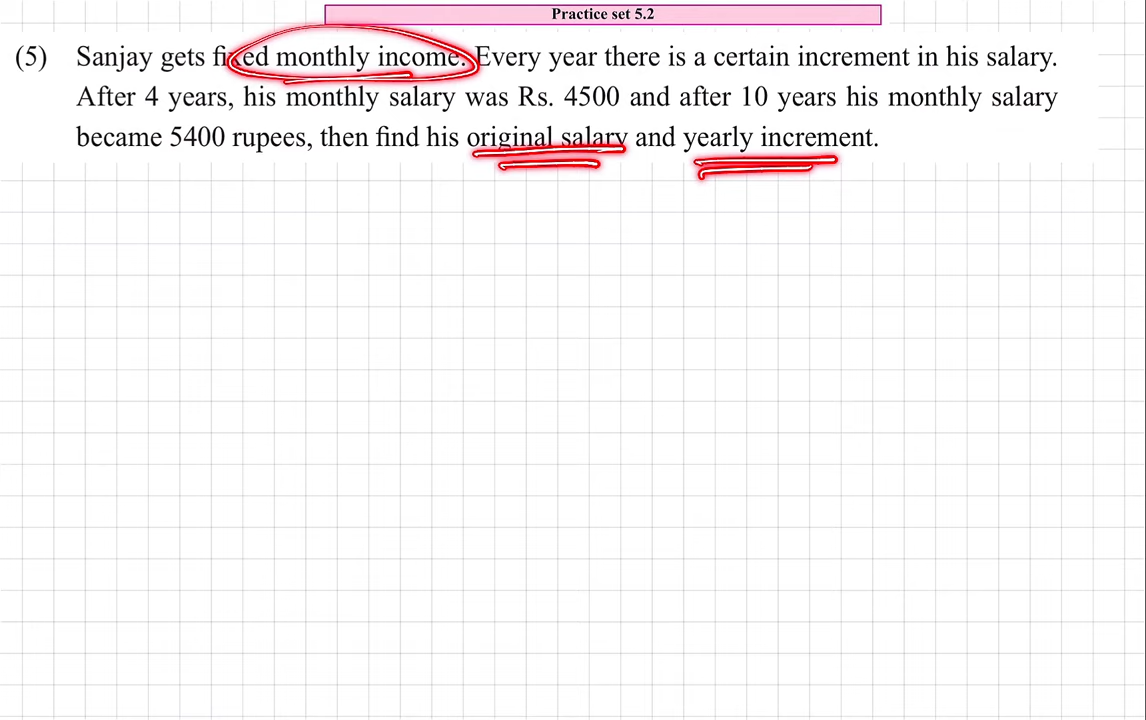 Practice set 5.2
(5) Sanjay gets fixed monthly income. Every year there is a certain increment in his salary.
After 4 years, his monthly salary was Rs. 4500 and after 10 years his monthly salary
became 5400 rupees, then find his original salary and yearly increment.